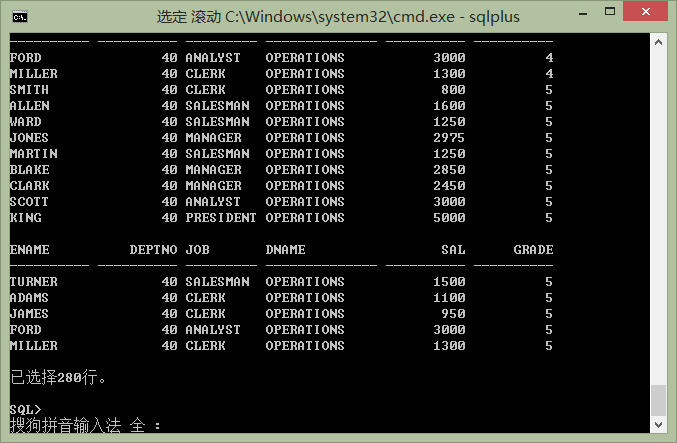 选定 滚动 C:\Windows\system32\cmd.exe - sqlplus
---------- ---------- --------- -------------- ---------- ----------
FORD               40 ANALYST   OPERATIONS           3000          4
MILLER             40 CLERK     OPERATIONS           1300          4
SMITH              40 CLERK     OPERATIONS            800          5
ALLEN              40 SALESMAN  OPERATIONS           1600          5
WARD               40 SALESMAN  OPERATIONS           1250          5
JONES              40 MANAGER   OPERATIONS           2975          5
MARTIN             40 SALESMAN  OPERATIONS           1250          5
BLAKE              40 MANAGER   OPERATIONS           2850          5
CLARK              40 MANAGER   OPERATIONS           2450          5
SCOTT              40 ANALYST   OPERATIONS           3000          5
KING               40 PRESIDENT OPERATIONS           5000          5
ENAME          DEPTNO JOB       DNAME                 SAL      GRADE
---------- ---------- --------- -------------- ---------- ----------
TURNER             40 SALESMAN  OPERATIONS           1500          5
ADAMS              40 CLERK     OPERATIONS           1100          5
JAMES              40 CLERK     OPERATIONS            950          5
FORD               40 ANALYST   OPERATIONS           3000          5
MILLER             40 CLERK     OPERATIONS           1300          5
已选择280行。
SQL>
搜狗拼音输入法 全 :